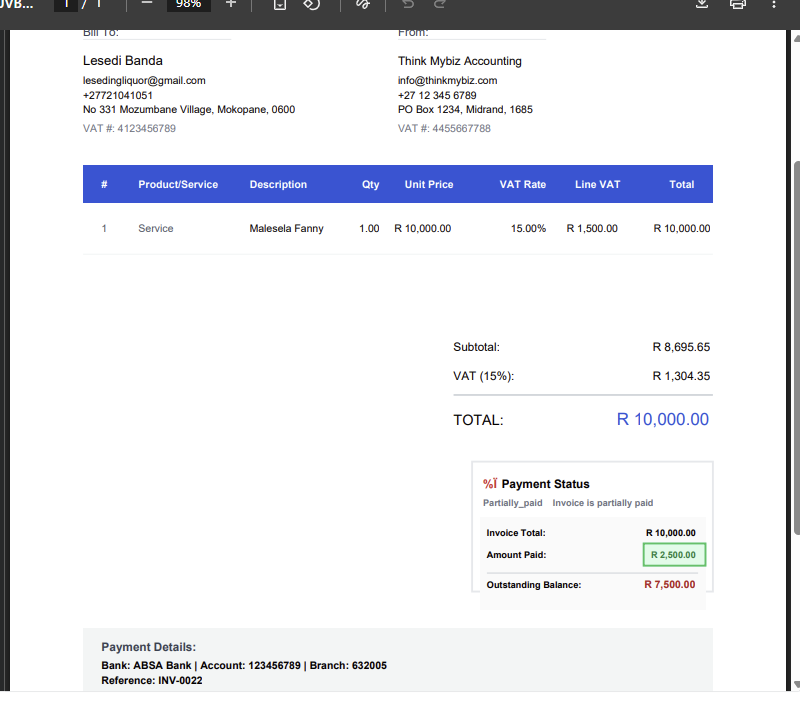 JVB... 1 / 1 98%
Bill To: From:
Lesedi Banda Think Mybiz Accounting
lesedingliquor@gmail.com info@thinkmybiz.com
+27721041051 +27 12 345 6789
No 331 Mozumbane Village, Mokopane, 0600 PO Box 1234, Midrand, 1685
VAT #: 4123456789 VAT #: 4455667788
# Product/Service Description Qty Unit Price VAT Rate Line VAT Total
1 Service Malesela Fanny 1.00 R 10,000.00 15.00% R 1,500.00 R 10,000.00
Subtotal: R 8,695.65
VAT (15%): R 1,304.35
TOTAL: R 10,000.00
%Ï Payment Status
Partially_paid Invoice is partially paid
Invoice Total: R 10,000.00
Amount Paid: R 2,500.00
Outstanding Balance: R 7,500.00
Payment Details:
Bank: ABSA Bank | Account: 123456789 | Branch: 632005
Reference: INV-0022